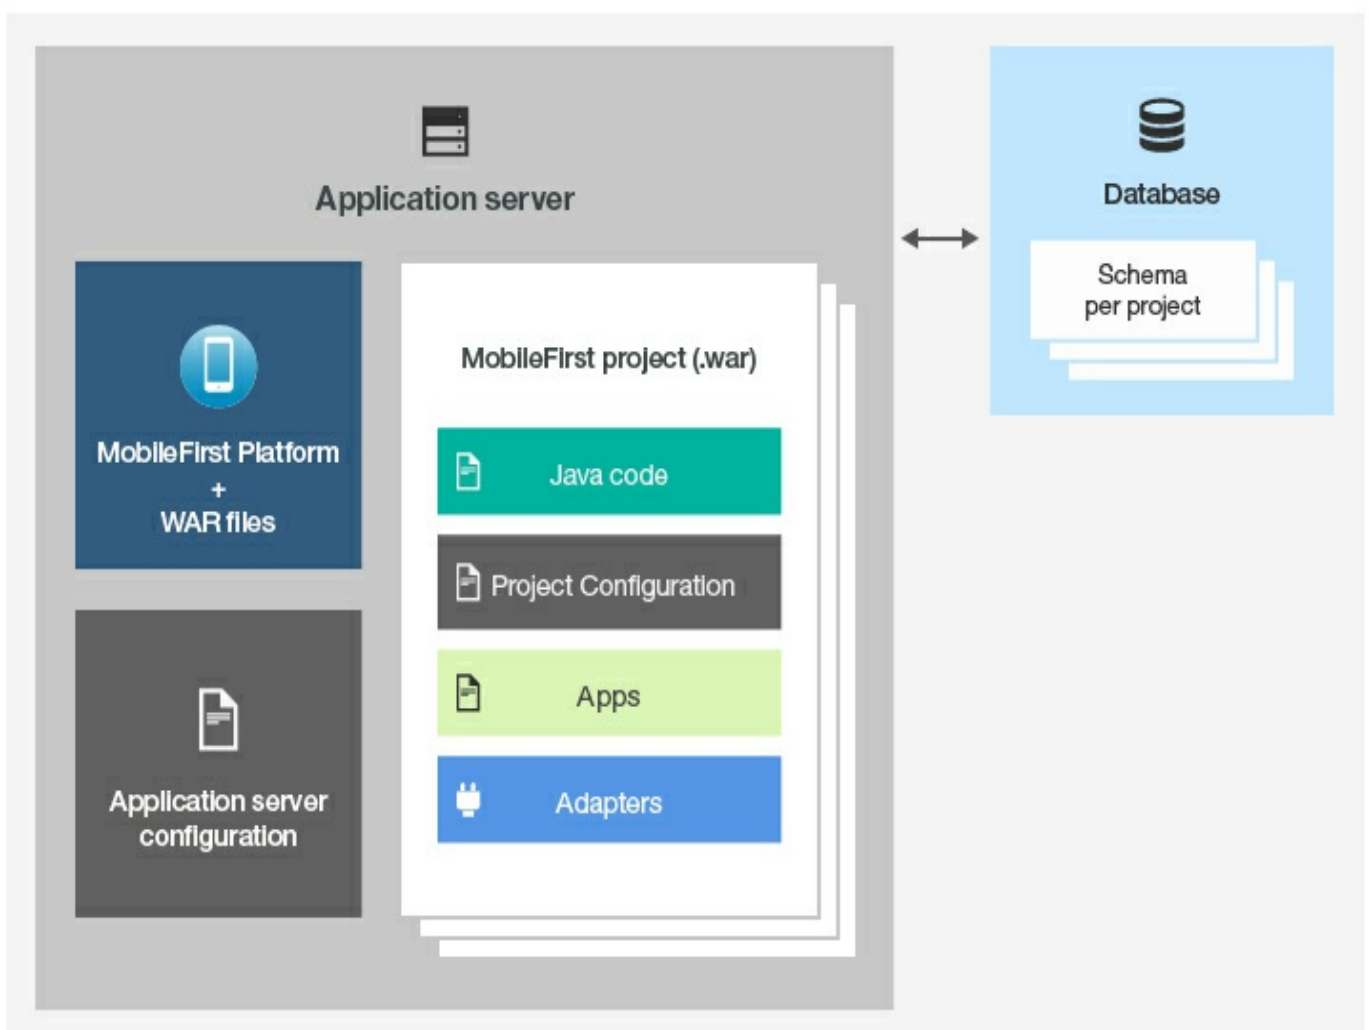 Application server
MobileFirst Platform
+
WAR files
Application server
configuration
MobileFirst project (.war)
Java code
Project Configuration
Apps
Adapters
Database
Schema
per project